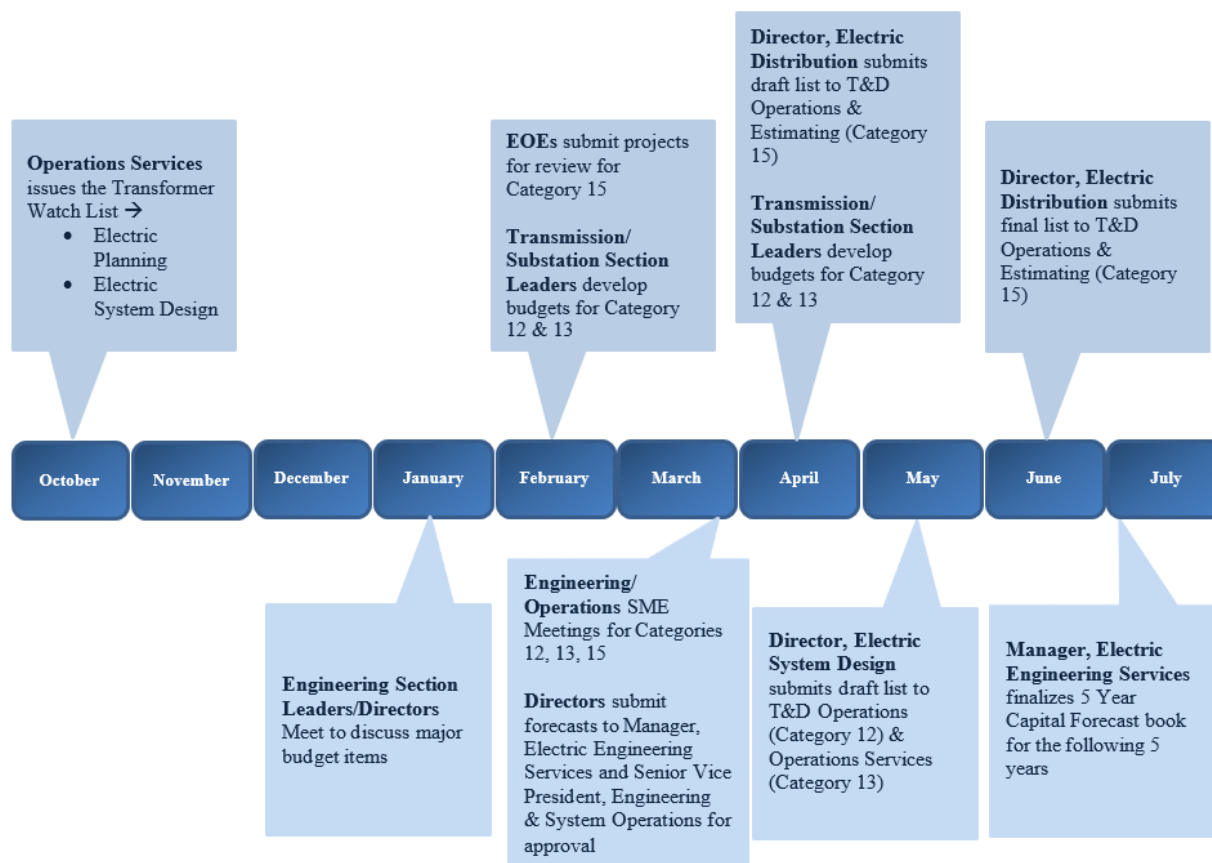 Operations Services
issues the Transformer
Watch List →
• Electric
Planning
• Electric
System Design
EOEs submit projects
for review for
Category 15
Transmission/
Substation Section
Leaders develop
budgets for Category
12 & 13
Director, Electric
Distribution submits
draft list to T&D
Operations &
Estimating (Category
15)
Transmission/
Substation Section
Leaders develop
budgets for Category
12 & 13
Director, Electric
Distribution submits
final list to T&D
Operations &
Estimating (Category
15)
October
November
December
January
February
March
April
May
June
July
Engineering Section
Leaders/Directors
Meet to discuss major
budget items
Engineering/
Operations SME
Meetings for Categories
12, 13, 15
Directors submit
forecasts to Manager,
Electric Engineering
Services and Senior Vice
President, Engineering
& System Operations for
approval
Director, Electric
System Design
submits draft list to
T&D Operations
(Category 12) &
Operations Services
(Category 13)
Manager, Electric
Engineering Services
finalizes 5 Year
Capital Forecast book
for the following 5
years